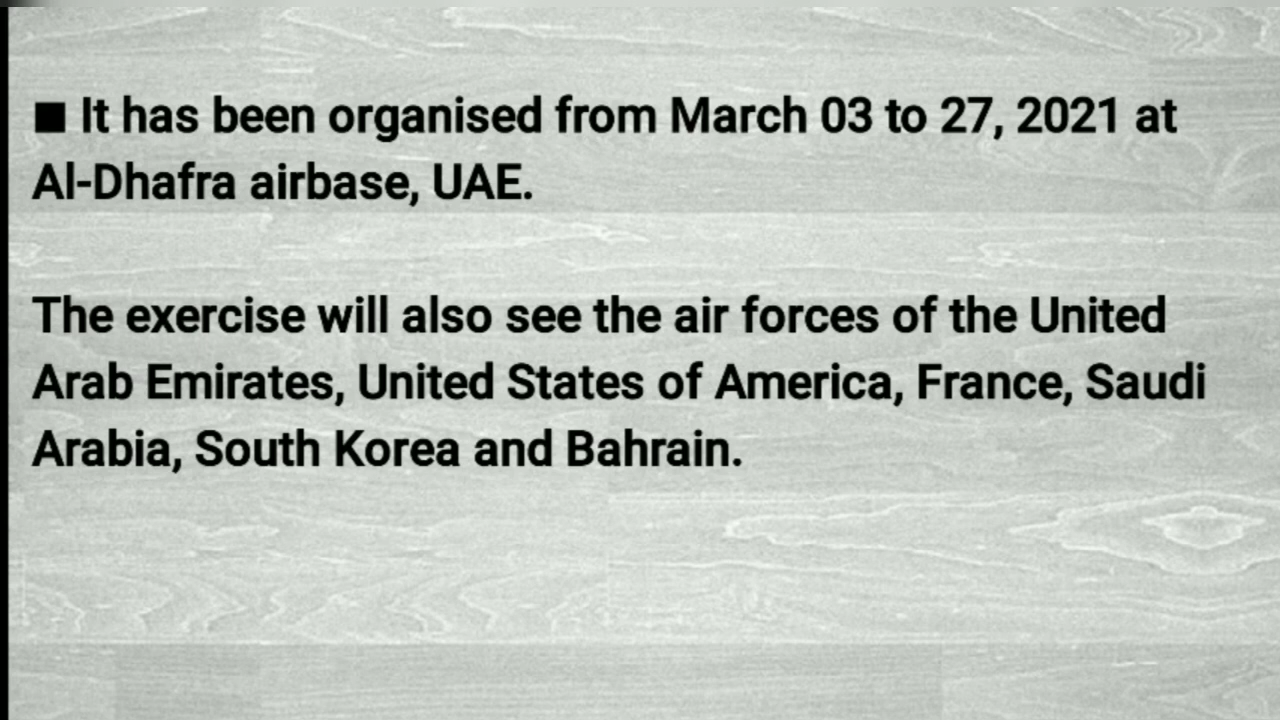 ■ It has been organised from March 03 to 27, 2021 at
Al-Dhafra airbase, UAE.
The exercise will also see the air forces of the United
Arab Emirates, United States of America, France, Saudi
Arabia, South Korea and Bahrain.